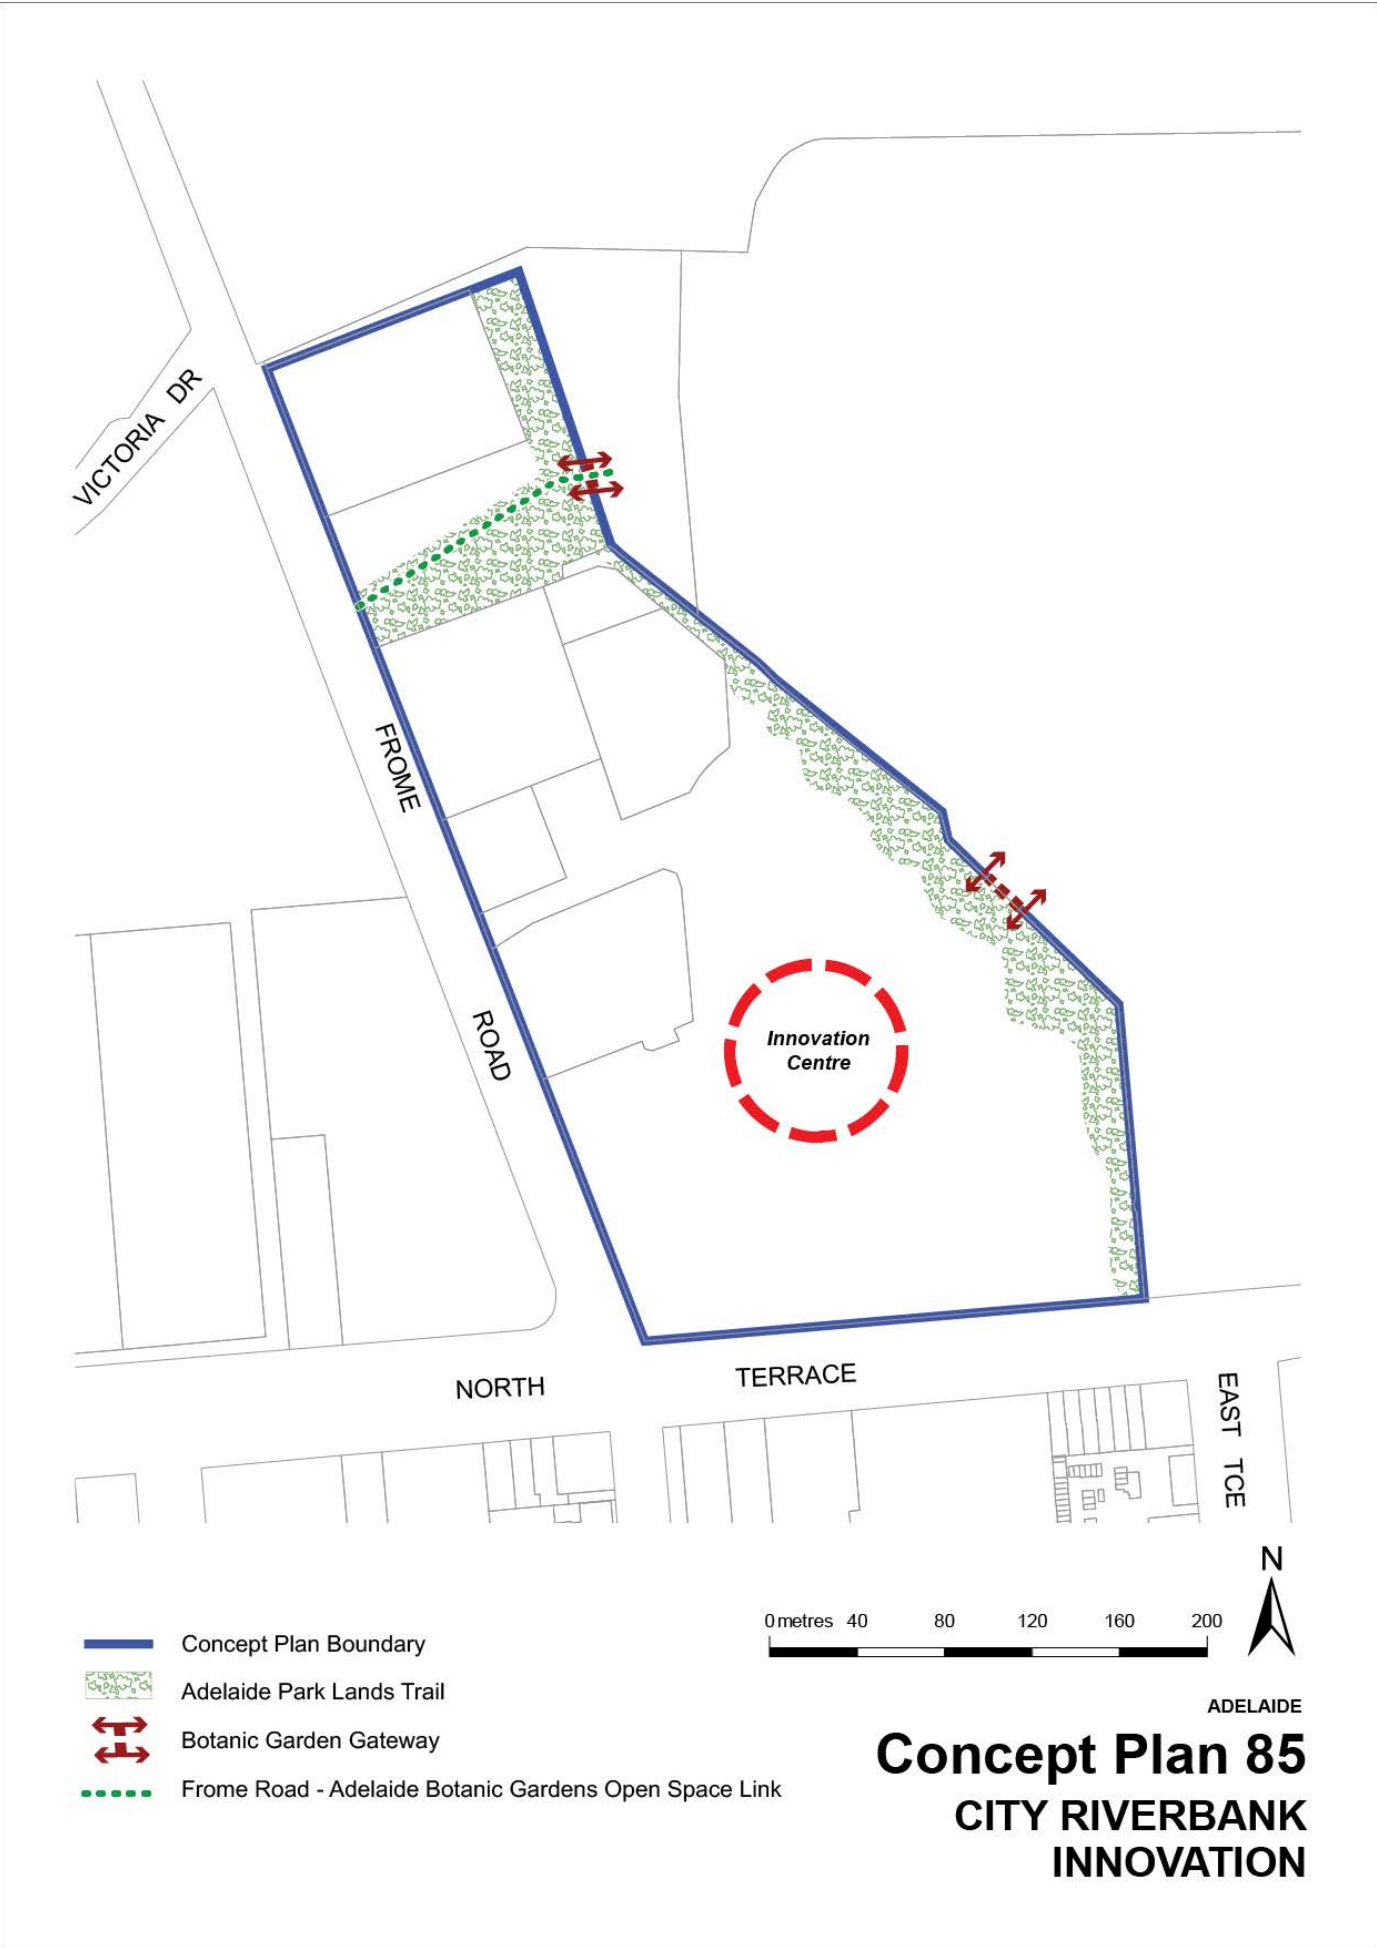 VICTORIA DR
FROME
ROAD
Innovation
Centre
NORTH
TERRACE
EAST TCE
N
0 metres 40 80 120 160 200
Concept Plan Boundary
Adelaide Park Lands Trail
Botanic Garden Gateway
Frome Road - Adelaide Botanic Gardens Open Space Link
ADELAIDE
Concept Plan 85
CITY RIVERBANK
INNOVATION